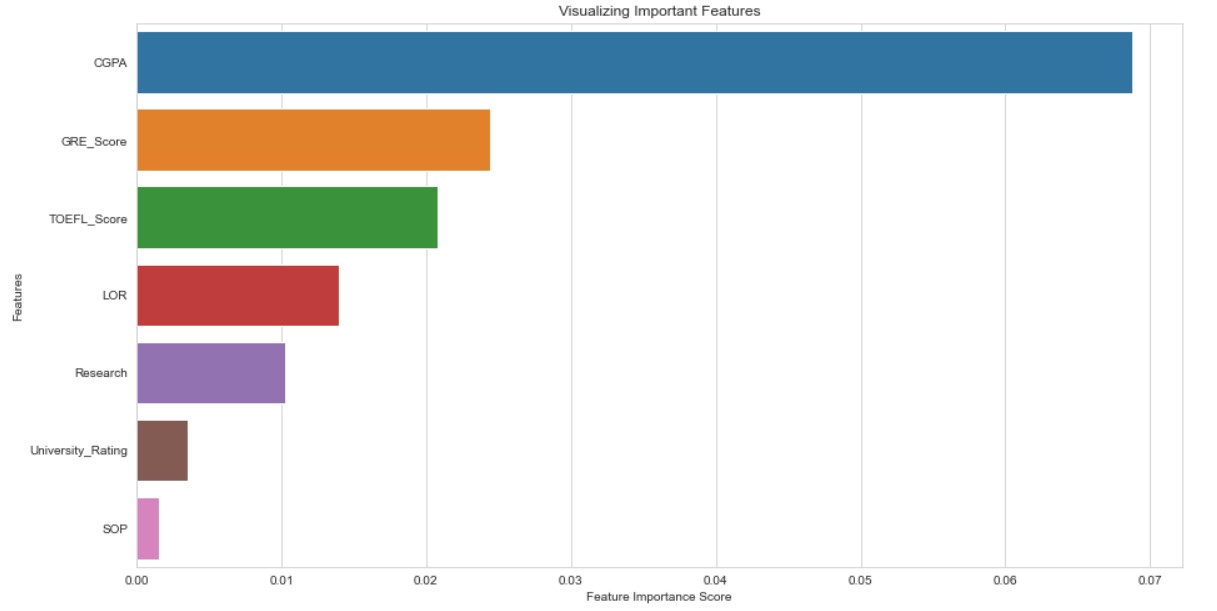 Visualizing Important Features
CGPA
GRE_Score
TOEFL_Score
LOR
Research
University_Rating
SOP
Features
0.00 0.01 0.02 0.03 0.04 0.05 0.06 0.07
Feature Importance Score